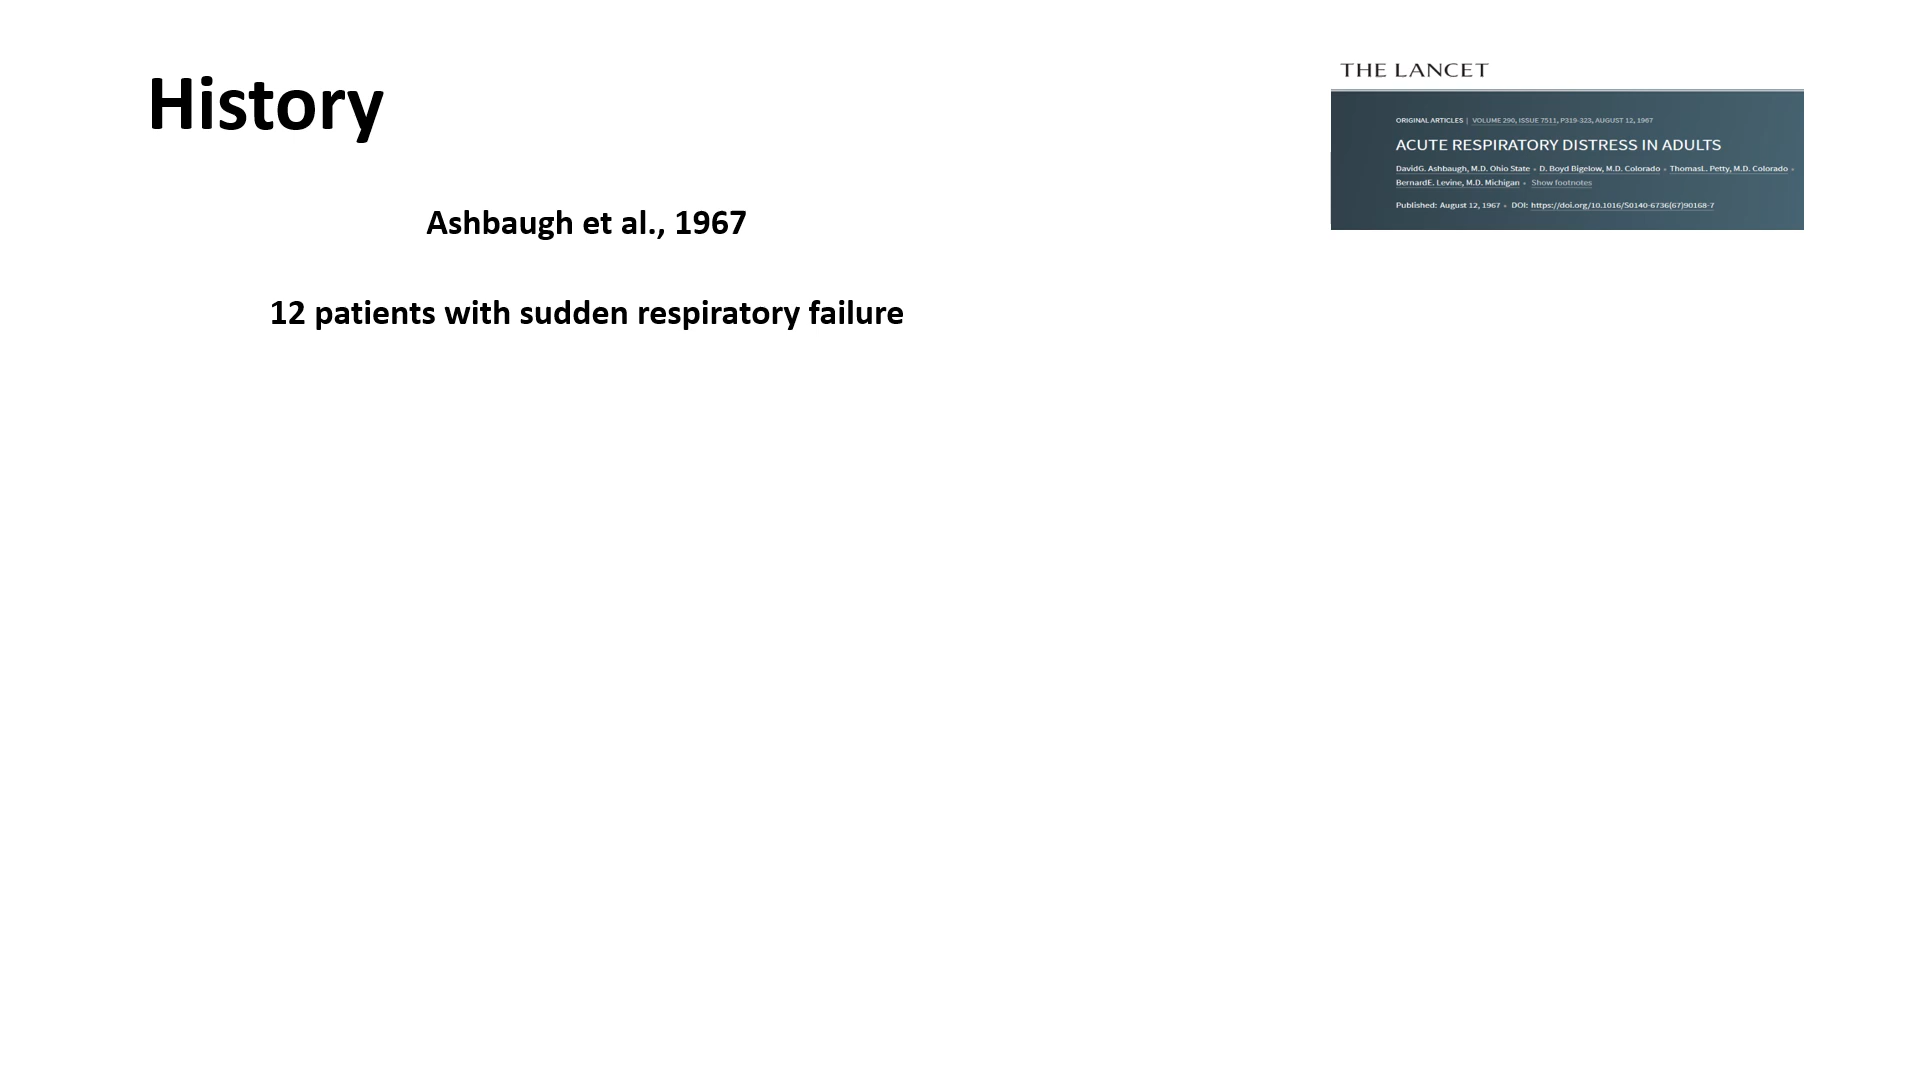 History
THE LANCET
ORIGINAL ARTICLES | VOLUME 290, ISSUE 7511, P319-323, AUGUST 12, 1967
ACUTE RESPIRATORY DISTRESS IN ADULTS
DavidG. Ashbaugh, M.D. Ohio State • D. Boyd Bigelow, M.D. Colorado • ThomasL. Petty, M.D. Colorado •
BernardE. Levine, M.D. Michigan • Show footnotes
Published: August 12, 1967 • DOI: https://doi.org/10.1016/S0140-6736(67)90168-7
Ashbaugh et al., 1967
12 patients with sudden respiratory failure